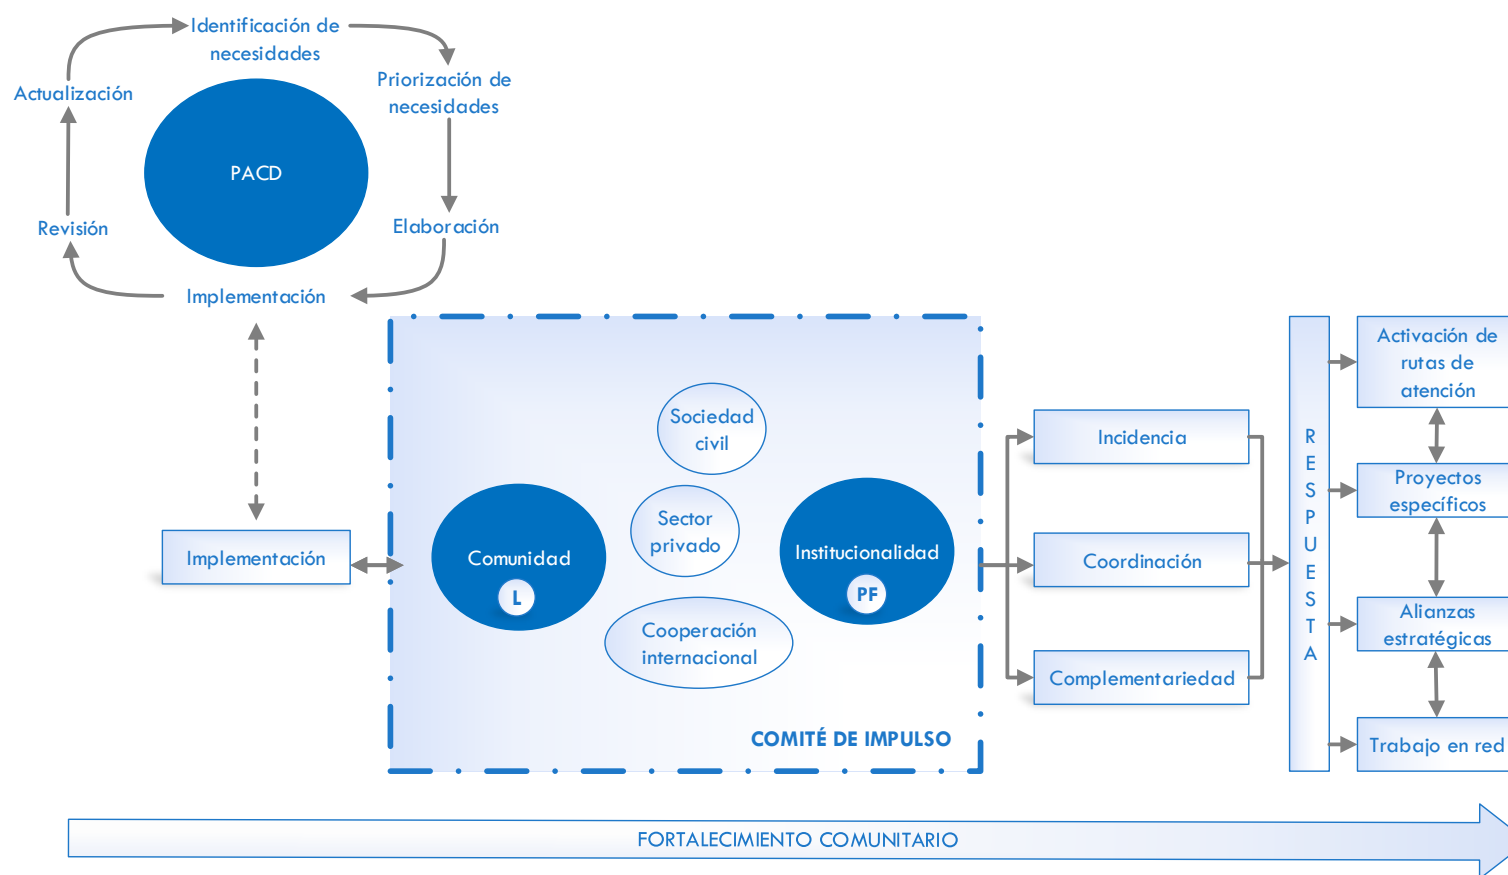 Identificación de
necesidades
Priorización de
necesidades
Actualización
PACD
Revisión
Elaboración
Implementación
Implementación
Sociedad
civil
Sector
privado
Cooperación
internacional
Comunidad
L
Institucionalidad
PF
COMITÉ DE IMPULSO
Incidencia
Coordinación
Complementariedad
R
E
S
P
U
E
S
T
A
Activación de
rutas de
atención
Proyectos
específicos
Alianzas
estratégicas
Trabajo en red
FORTALECIMIENTO COMUNITARIO